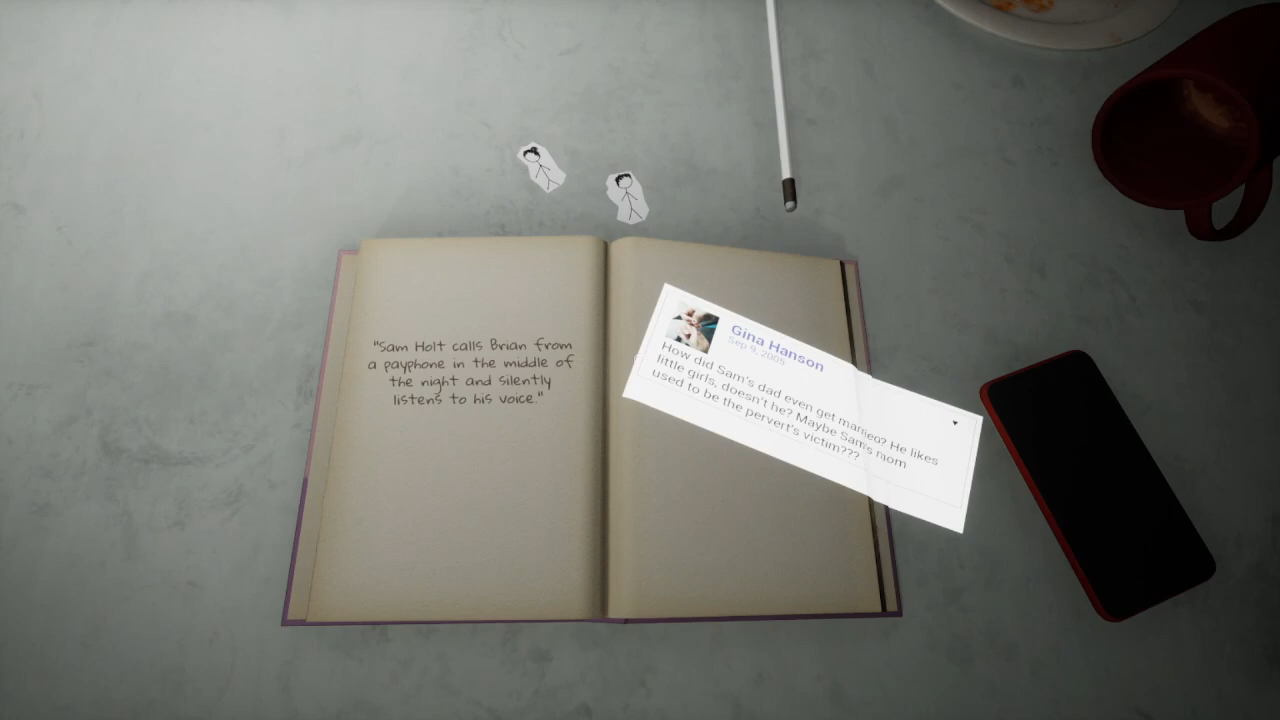 "Sam Holt calls Brian from
a payphone in the middle of
the night and silently
listens to his voice."
Gina Hanson
Sep 9, 2005
How did Sam's dad even get married? He likes
little girls, doesn't he? Maybe Sam's mom
used to be the pervert's victim???